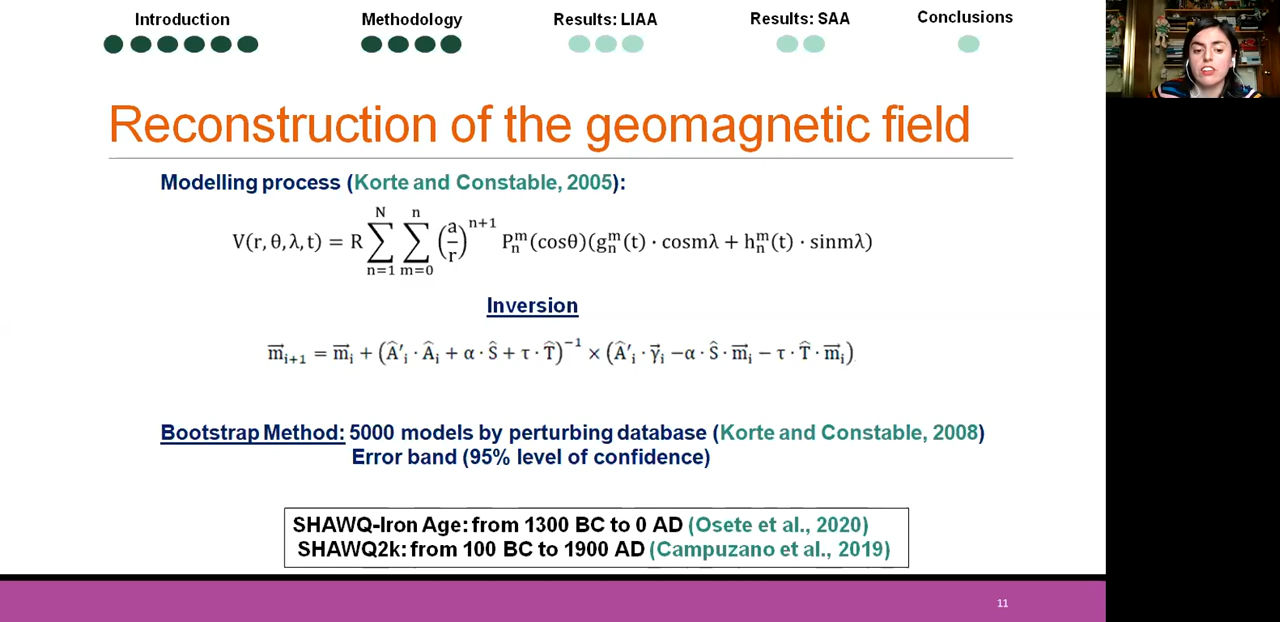 Introduction
Methodology
Results: LIAA
Results: SAA
Conclusions
Reconstruction of the geomagnetic field
Modelling process (Korte and Constable, 2005):
V(r, θ, λ, t) = R ∑_{n=1}^{N} ∑_{m=0}^{n} (a/r)^{n+1} P_n^m(cosθ)(g_n^m(t) · cosmλ + h_n^m(t) · sinmλ)
Inversion
m⃗_{i+1} = m⃗_i + (Â'_i · Â_i + α · Ŝ + τ · T̂)^{-1} × (Â'_i · γ⃗_i −α · Ŝ · m⃗_i − τ · T̂ · m⃗_i)
Bootstrap Method: 5000 models by perturbing database (Korte and Constable, 2008)
Error band (95% level of confidence)
SHAWQ-Iron Age: from 1300 BC to 0 AD (Osete et al., 2020)
SHAWQ2k: from 100 BC to 1900 AD (Campuzano et al., 2019)
11